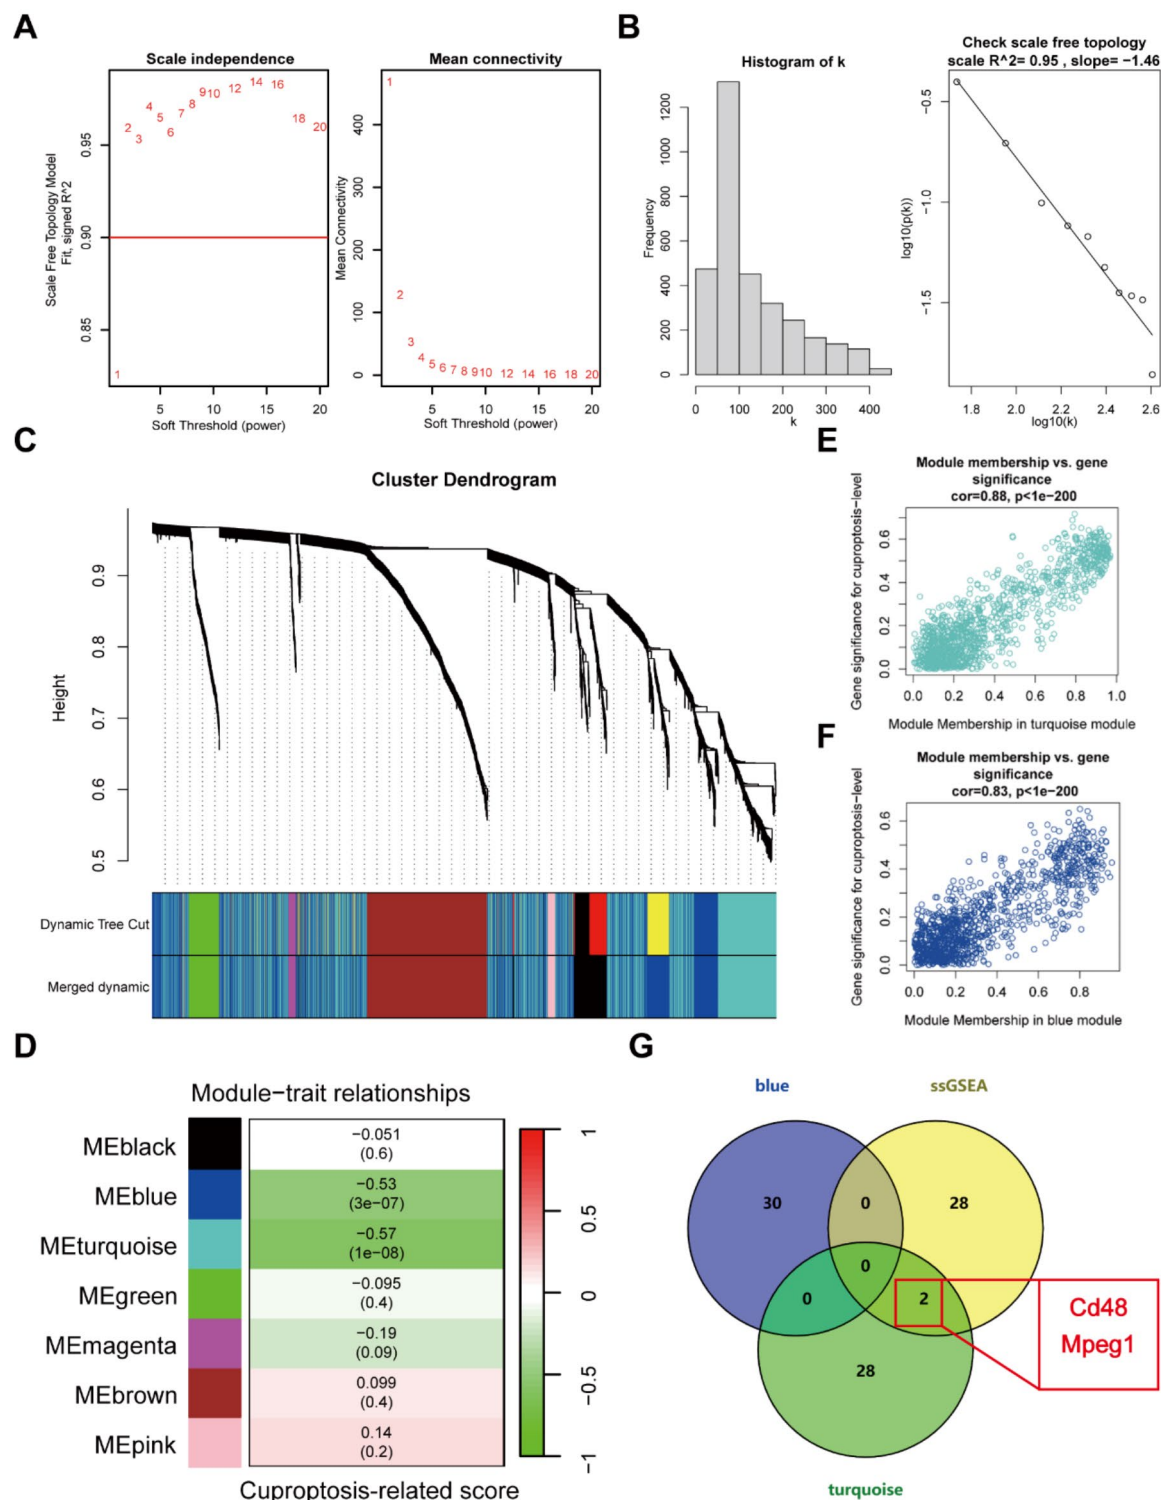 A
Scale independence
Scale Free Topology Model
Fit, signed R^2
0.95
0.90
0.85
1
2
3
4
5
6
7
8
9
10
12
14
16
18
20
5
10
15
20
Soft Threshold (power)
Mean connectivity
Mean Connectivity
400
300
200
100
0
1
2
3
4
5
6
7
8
9
10
12
14
16
18
20
5
10
15
20
Soft Threshold (power)
B
Histogram of k
Frequency
1200
1000
800
600
400
200
0
0
100
200
300
400
k
Check scale free topology
scale R^2= 0.95 , slope= −1.46
log10(p(k))
−0.5
−1.0
−1.5
1.8
2.0
2.2
2.4
2.6
log10(k)
C
Cluster Dendrogram
Height
0.9
0.8
0.7
0.6
0.5
Dynamic Tree Cut
Merged dynamic
E
Module membership vs. gene
significance
cor=0.88, p<1e−200
Gene significance for cuproptosis−level
0.6
0.4
0.2
0.0
0.0
0.2
0.4
0.6
0.8
1.0
Module Membership in turquoise module
F
Module membership vs. gene
significance
cor=0.83, p<1e−200
Gene significance for cuproptosis−level
0.6
0.4
0.2
0.0
0.0
0.2
0.4
0.6
0.8
Module Membership in blue module
D
Module−trait relationships
MEblack
−0.051
(0.6)
MEblue
−0.53
(3e−07)
MEturquoise
−0.57
(1e−08)
MEgreen
−0.095
(0.4)
MEmagenta
−0.19
(0.09)
MEbrown
0.099
(0.4)
MEpink
0.14
(0.2)
1
0.5
0
−0.5
−1
Cuproptosis−related score
G
blue
ssGSEA
30
0
28
0
0
2
28
Cd48
Mpeg1
turquoise